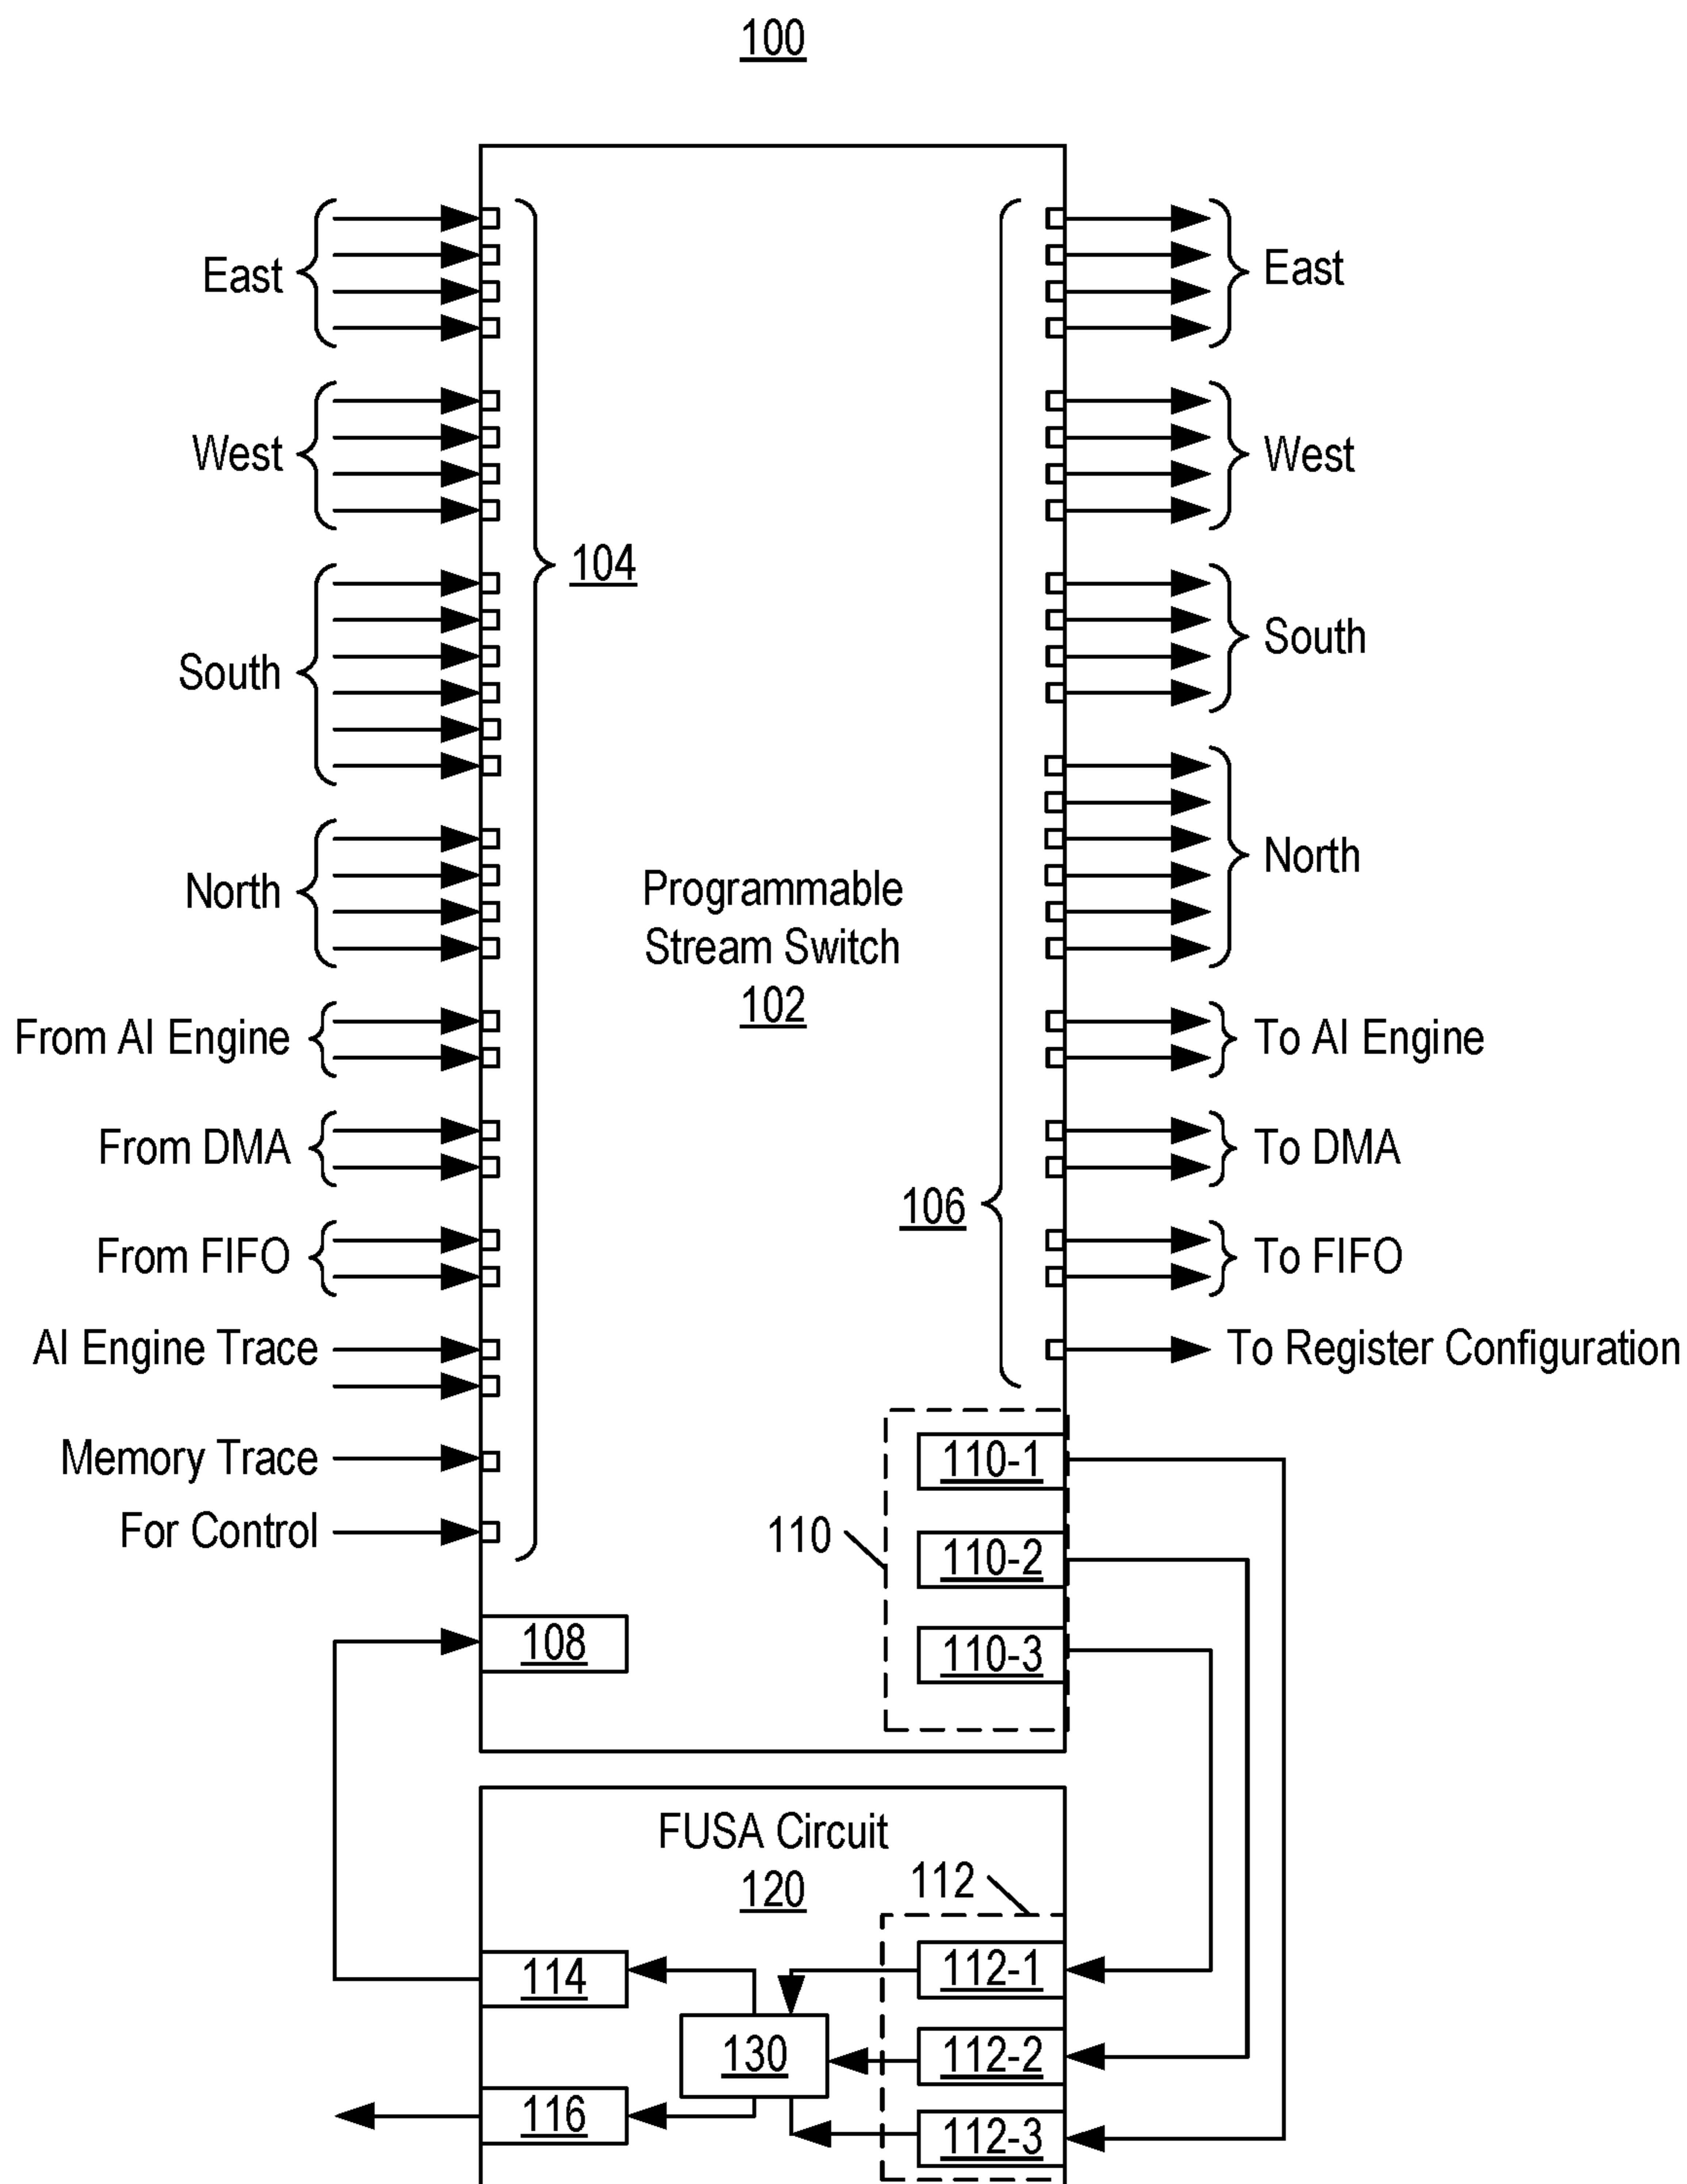 100
East
East
West
West
104
South
South
North
North
Programmable
Stream Switch
102
From AI Engine
To AI Engine
From DMA
To DMA
106
From FIFO
To FIFO
AI Engine Trace
To Register Configuration
Memory Trace
110-1
For Control
110
110-2
108
110-3
FUSA Circuit
120
112
114
112-1
130
112-2
116
112-3